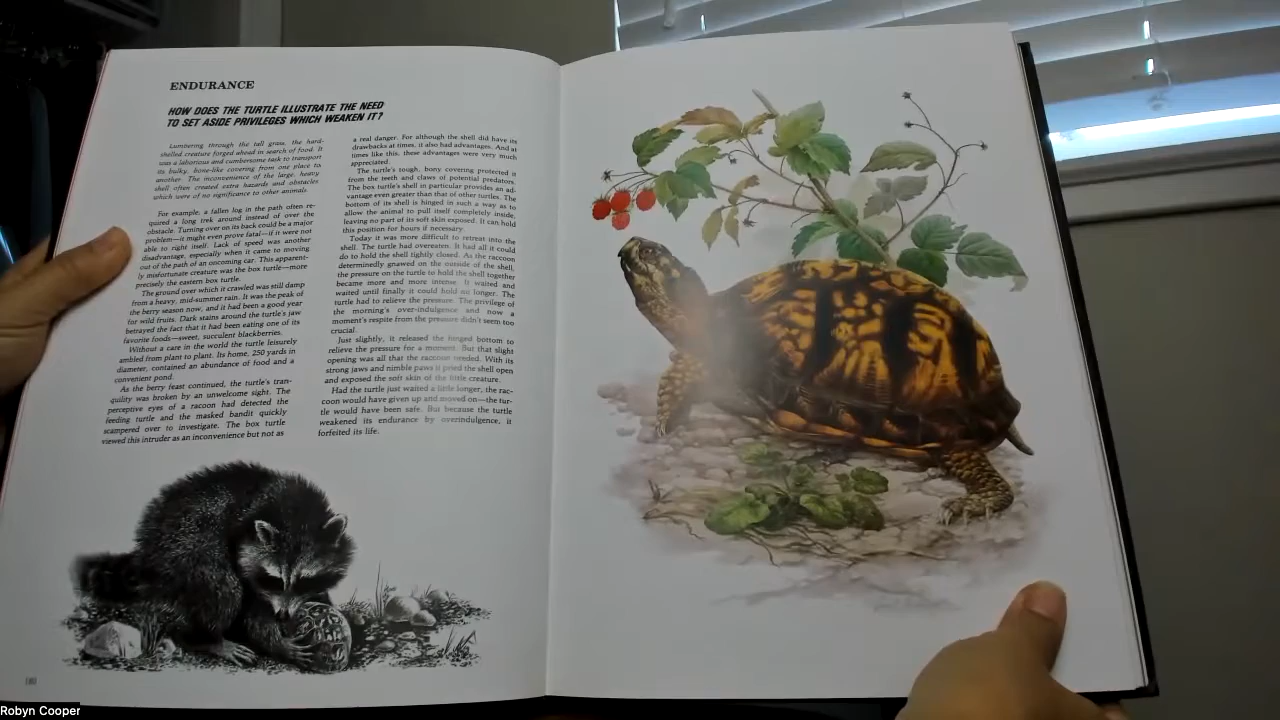 ENDURANCE
HOW DOES THE TURTLE ILLUSTRATE THE NEED
TO SET ASIDE PRIVILEGES WHICH WEAKEN IT?
Lumbering through the tall grass, the hard-
shelled creature forged ahead in search of food. It
was a laborious and cumbersome task to transport
its bulky, bone-like covering from one place to
another. The inconvenience of the large, heavy
shell often created extra hazards and obstacles
which were of no significance to other animals.
For example, a fallen log in the path often re-
quired a long trek around instead of over the
obstacle. Turning over on its back could be a major
problem—it might even prove fatal—if it were not
able to right itself. Lack of speed was another
disadvantage, especially when it came to moving
out of the path of an oncoming car. This apparent-
ly misfortunate creature was the box turtle—more
precisely the eastern box turtle.
The ground over which it crawled was still damp
from a heavy, mid-summer rain. It was the peak of
the berry season now, and it had been a good year
for wild fruits. Dark stains around the turtle's jaw
betrayed the fact that it had been eating one of its
favorite foods—sweet, succulent blackberries.
Without a care in the world the turtle leisurely
ambled from plant to plant. Its home, 250 yards in
diameter, contained an abundance of food and a
convenient pond.
As the berry feast continued, the turtle's tran-
quility was broken by an unwelcome sight. The
perceptive eyes of a racoon had detected the
feeding turtle and the masked bandit quickly
scampered over to investigate. The box turtle
viewed this intruder as an inconvenience but not as
a real danger. For although the shell did have its
drawbacks at times, it also had advantages. And at
times like this, these advantages were very much
appreciated.
The turtle's tough, bony covering protected it
from the teeth and claws of potential predators.
The box turtle's shell in particular provides an ad-
vantage even greater than that of other turtles. The
bottom of its shell is hinged in such a way as to
allow the animal to pull itself completely inside,
leaving no part of its soft skin exposed. It can hold
this position for hours if necessary.
Today it was more difficult to retreat into the
shell. The turtle had overeaten. It had all it could
do to hold the shell tightly closed. As the raccoon
determinedly gnawed on the outside of the shell,
the pressure on the turtle to hold the shell together
became more and more intense. It waited and
waited until finally it could hold no longer. The
turtle had to relieve the pressure. The privilege of
the morning's over-indulgence and now a
moment's respite from the pressure didn't seem too
crucial.
Just slightly, it released the hinged bottom to
relieve the pressure for a moment. But that slight
opening was all that the raccoon needed. With its
strong jaws and nimble paws it pried the shell open
and exposed the soft skin of the little creature.
Had the turtle just waited a little longer, the rac-
coon would have given up and moved on—the tur-
tle would have been safe. But because the turtle
weakened its endurance by overindulgence, it
forfeited its life.
Robyn Cooper